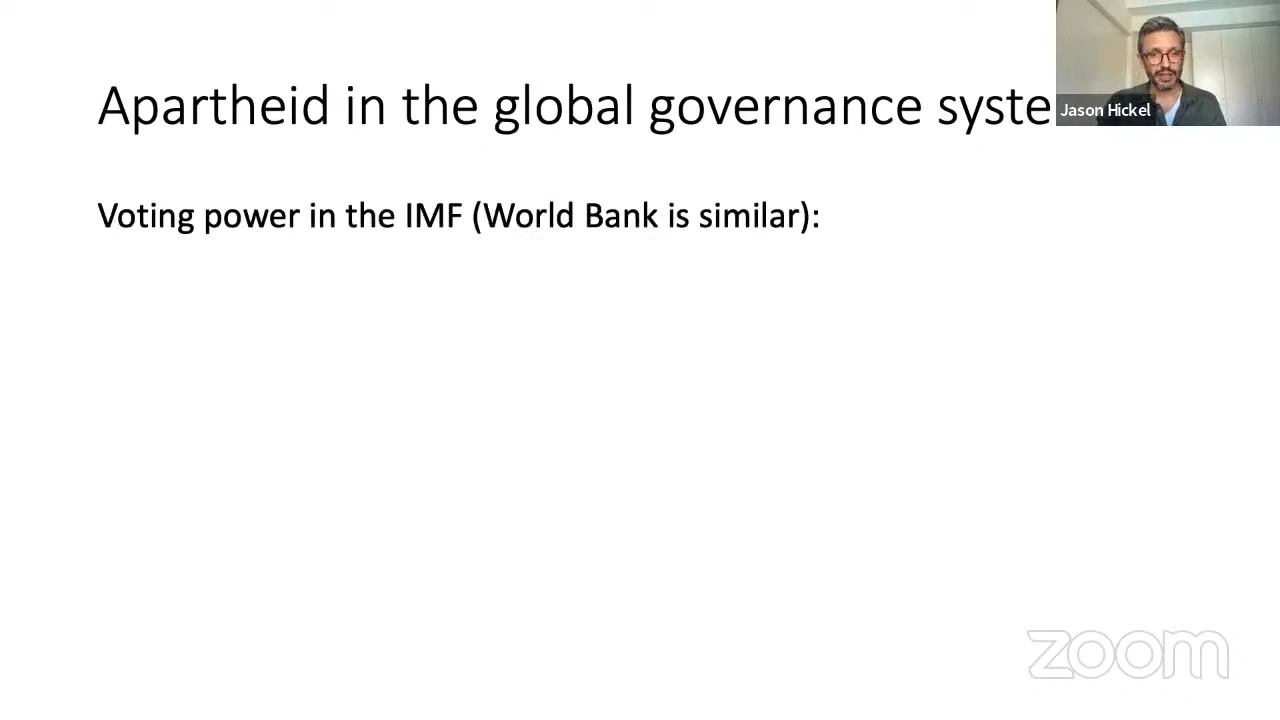 Apartheid in the global governance syste
Jason Hickel
Voting power in the IMF (World Bank is similar):
zoom